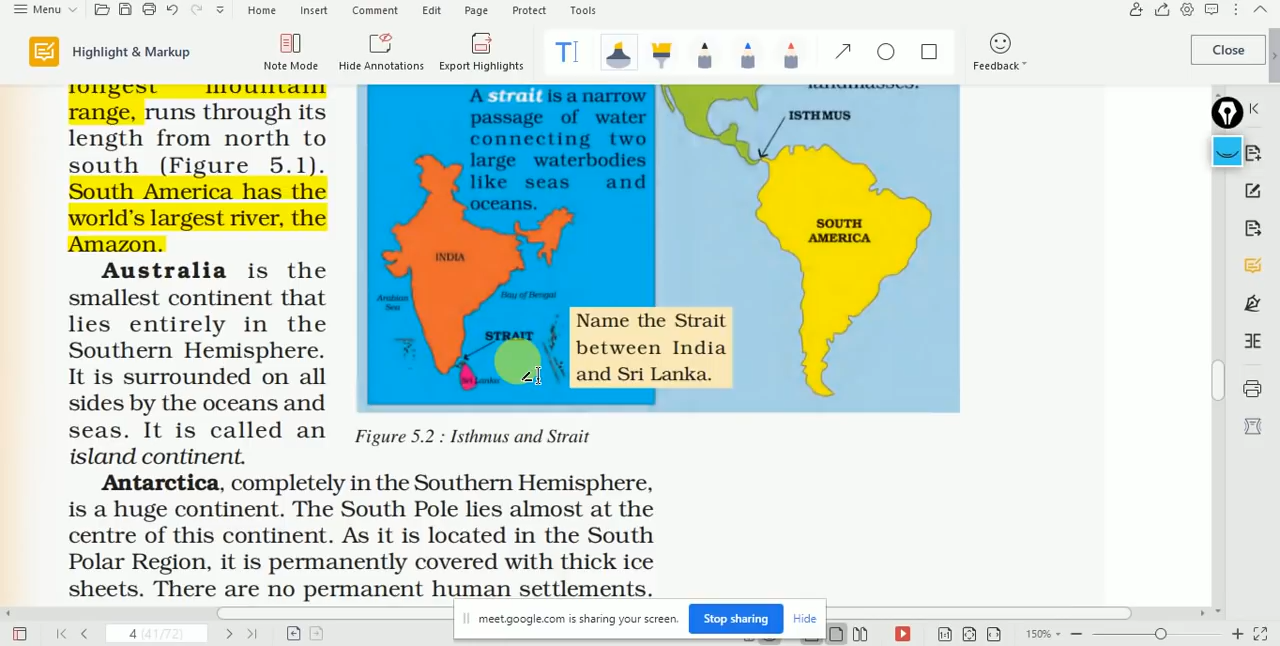 Menu
Home
Insert
Comment
Edit
Page
Protect
Tools
Highlight & Markup
Note Mode
Hide Annotations
Export Highlights
Feedback
Close
longest mountain
range, runs through its
length from north to
south (Figure 5.1).
South America has the
world's largest river, the
Amazon.
Australia is the
smallest continent that
lies entirely in the
Southern Hemisphere.
It is surrounded on all
sides by the oceans and
seas. It is called an
island continent.
A strait is a narrow
passage of water
connecting two
large waterbodies
like seas and
oceans.
INDIA
Arabian
Sea
Bay of Bengal
STRAIT
Sri Lanka
landmasses.
ISTHMUS
SOUTH
AMERICA
Name the Strait
between India
and Sri Lanka.
Figure 5.2 : Isthmus and Strait
Antarctica, completely in the Southern Hemisphere,
is a huge continent. The South Pole lies almost at the
centre of this continent. As it is located in the South
Polar Region, it is permanently covered with thick ice
sheets. There are no permanent human settlements.
meet.google.com is sharing your screen.
Stop sharing
Hide
4 (41/72)
150%